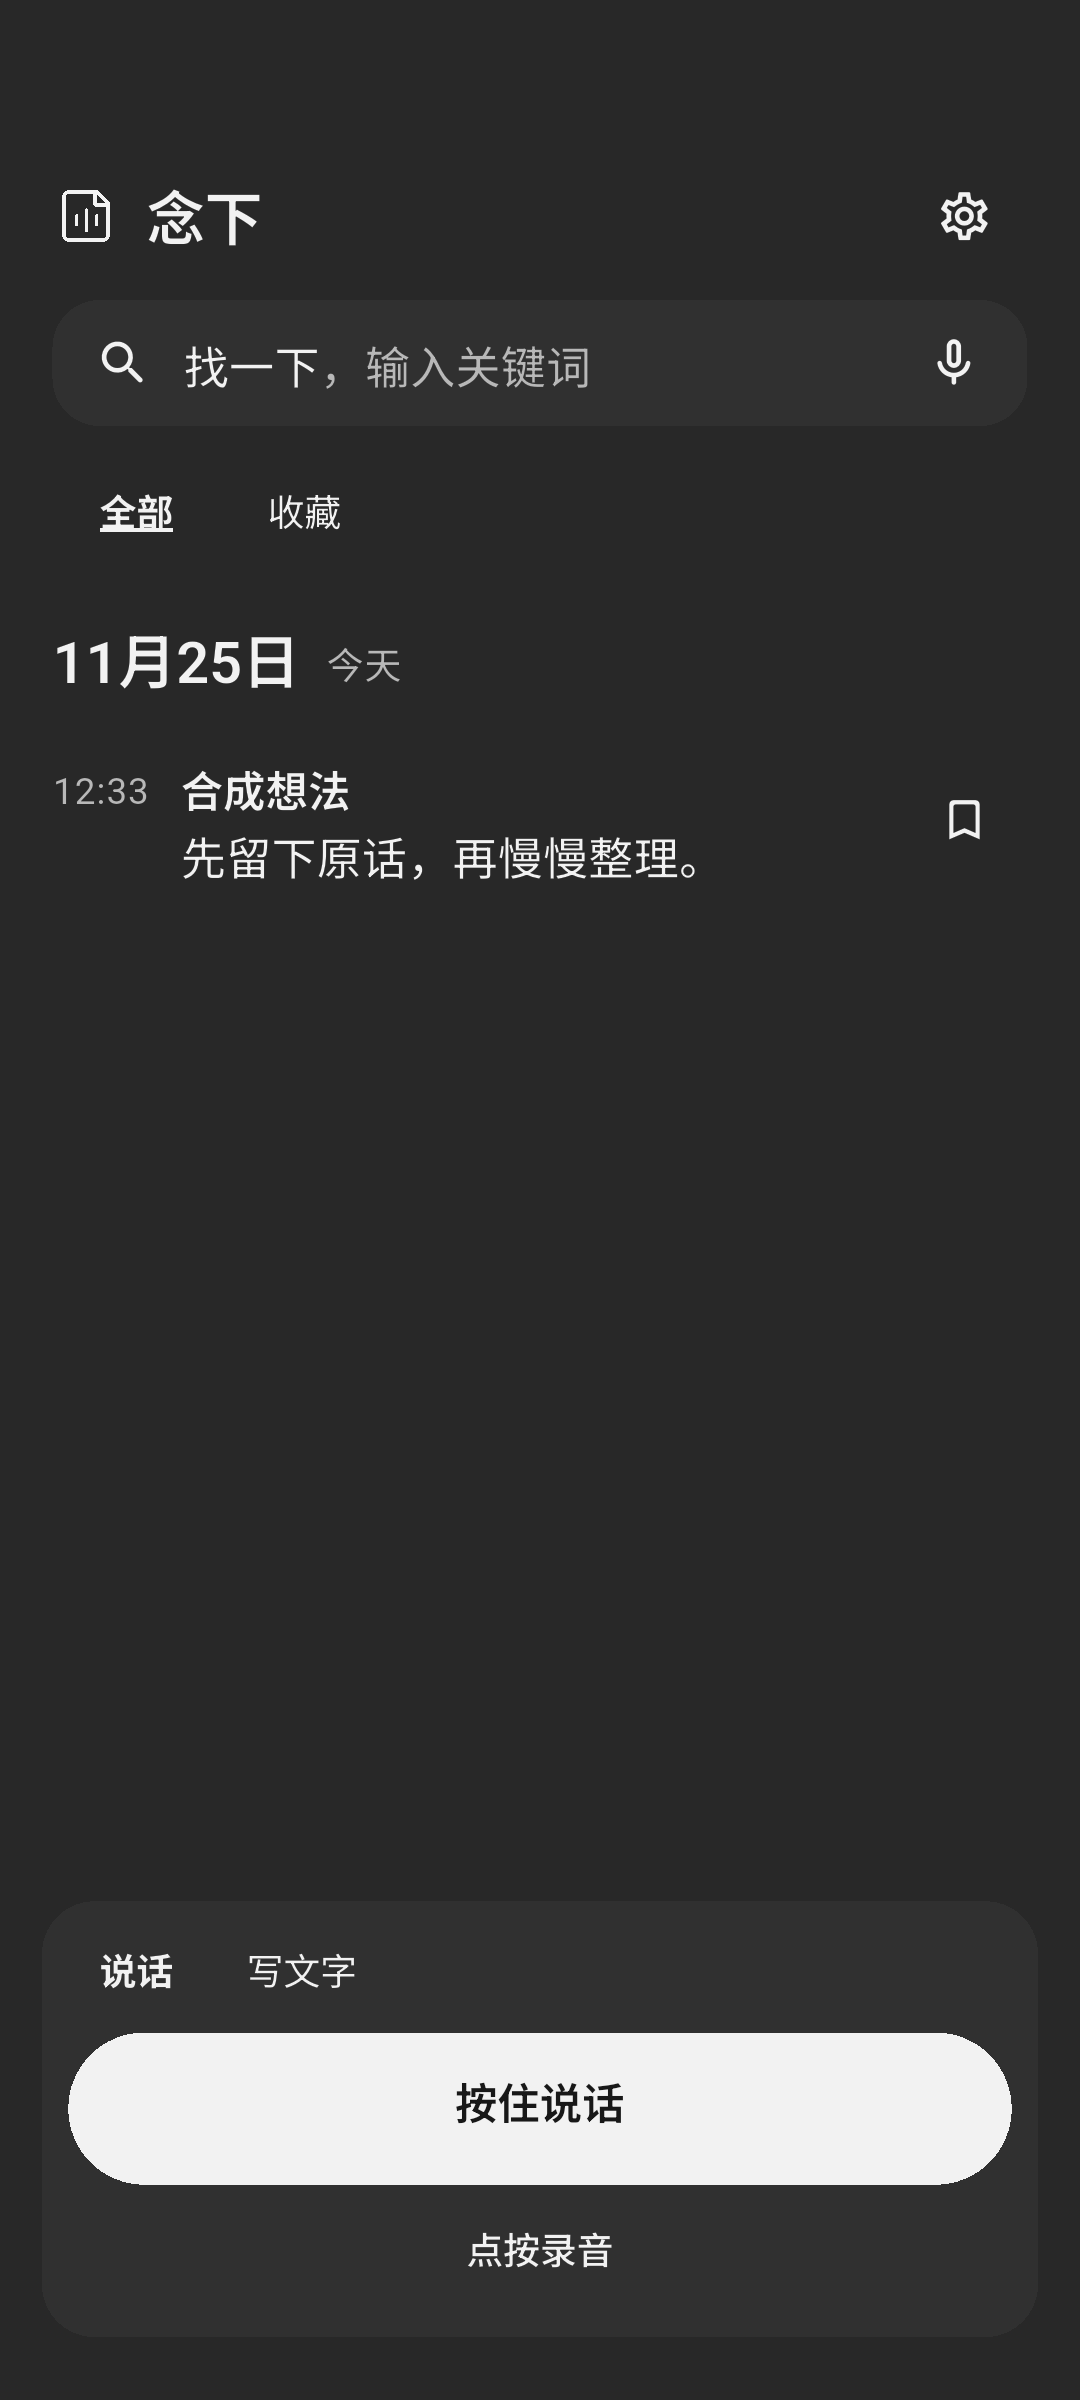 念下
找一下，输入关键词
全部 收藏
11月25日 今天
12:33 合成想法
先留下原话，再慢慢整理。
说话 写文字
按住说话
点按录音